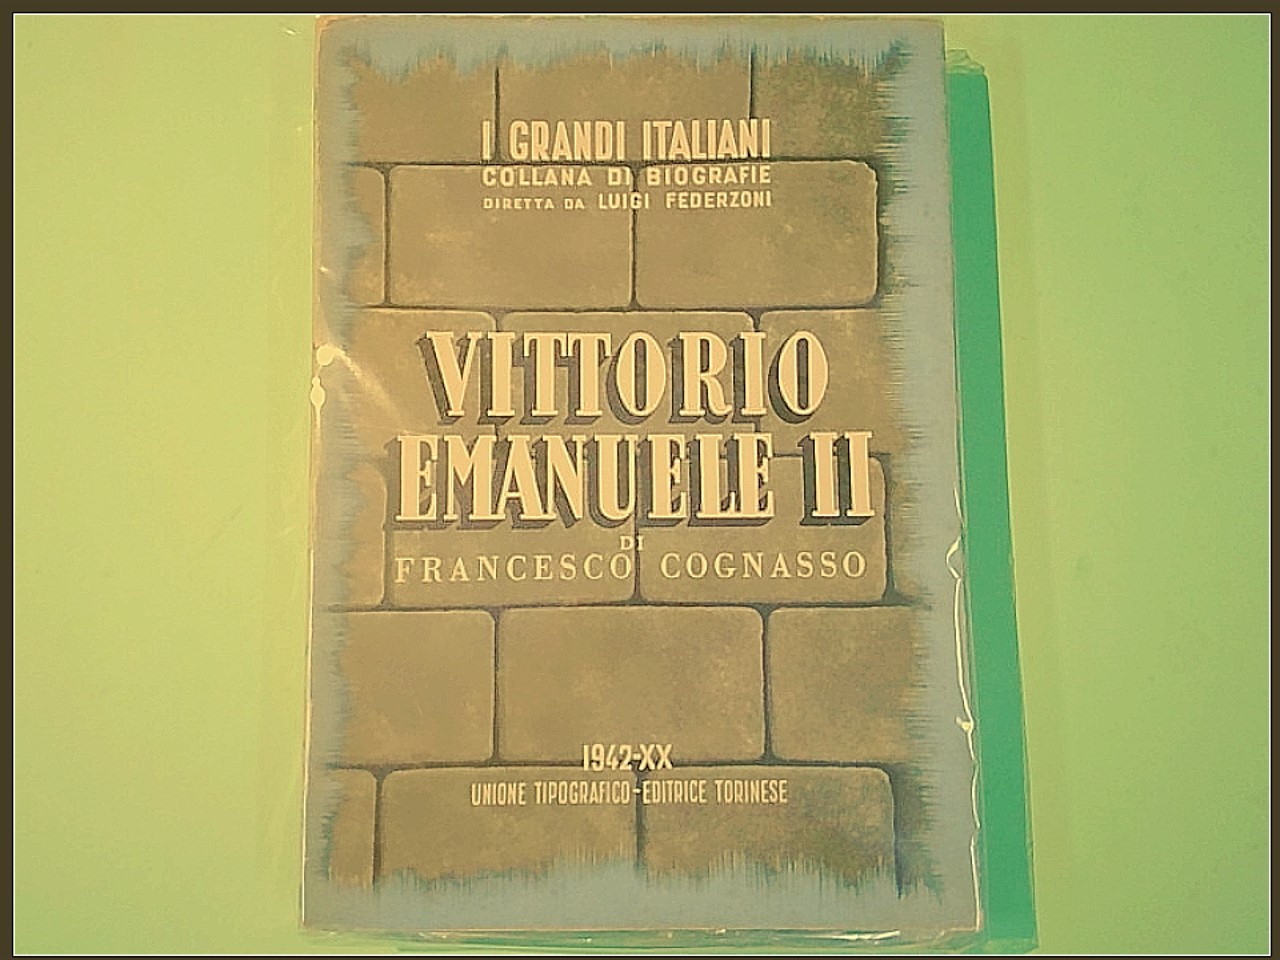 I GRANDI ITALIANI
COLLANA DI BIOGRAFIE
DIRETTA DA LUIGI FEDERZONI
VITTORIO
EMANUELE II
DI
FRANCESCO COGNASSO
1942-XX
UNIONE TIPOGRAFICO-EDITRICE TORINESE